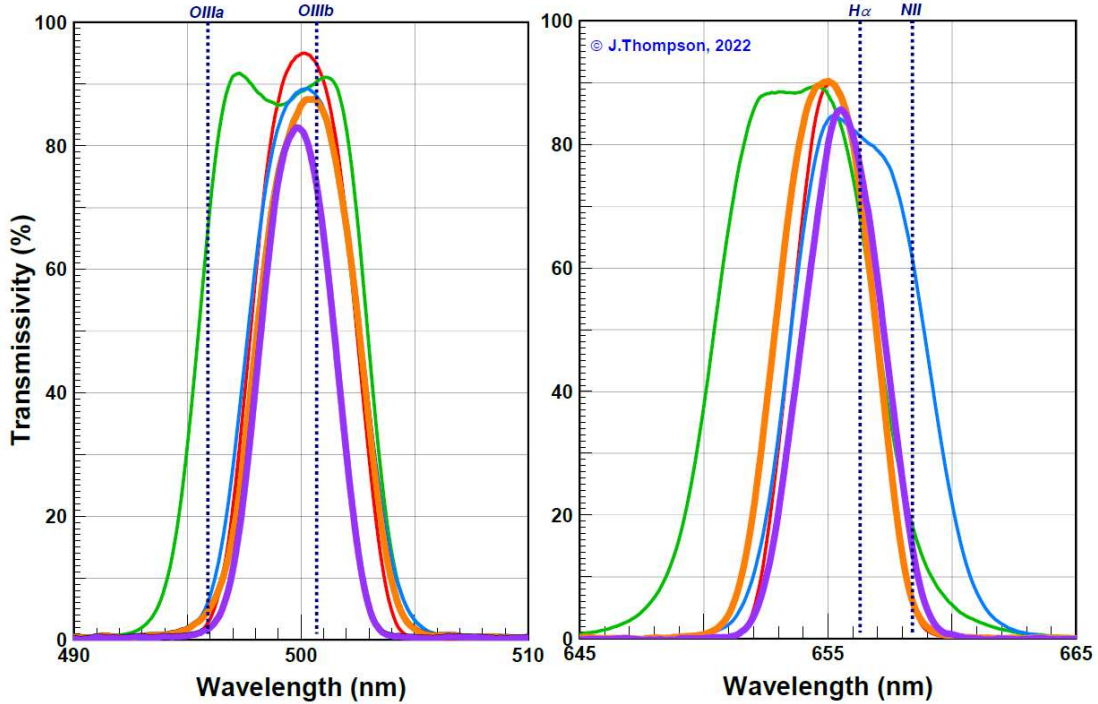 OIIIa OIIIb
Hα NII
© J.Thompson, 2022
Transmissivity (%)
100
80
60
40
20
0
490 500 510
Wavelength (nm)
100
80
60
40
20
0
645 655 665
Wavelength (nm)